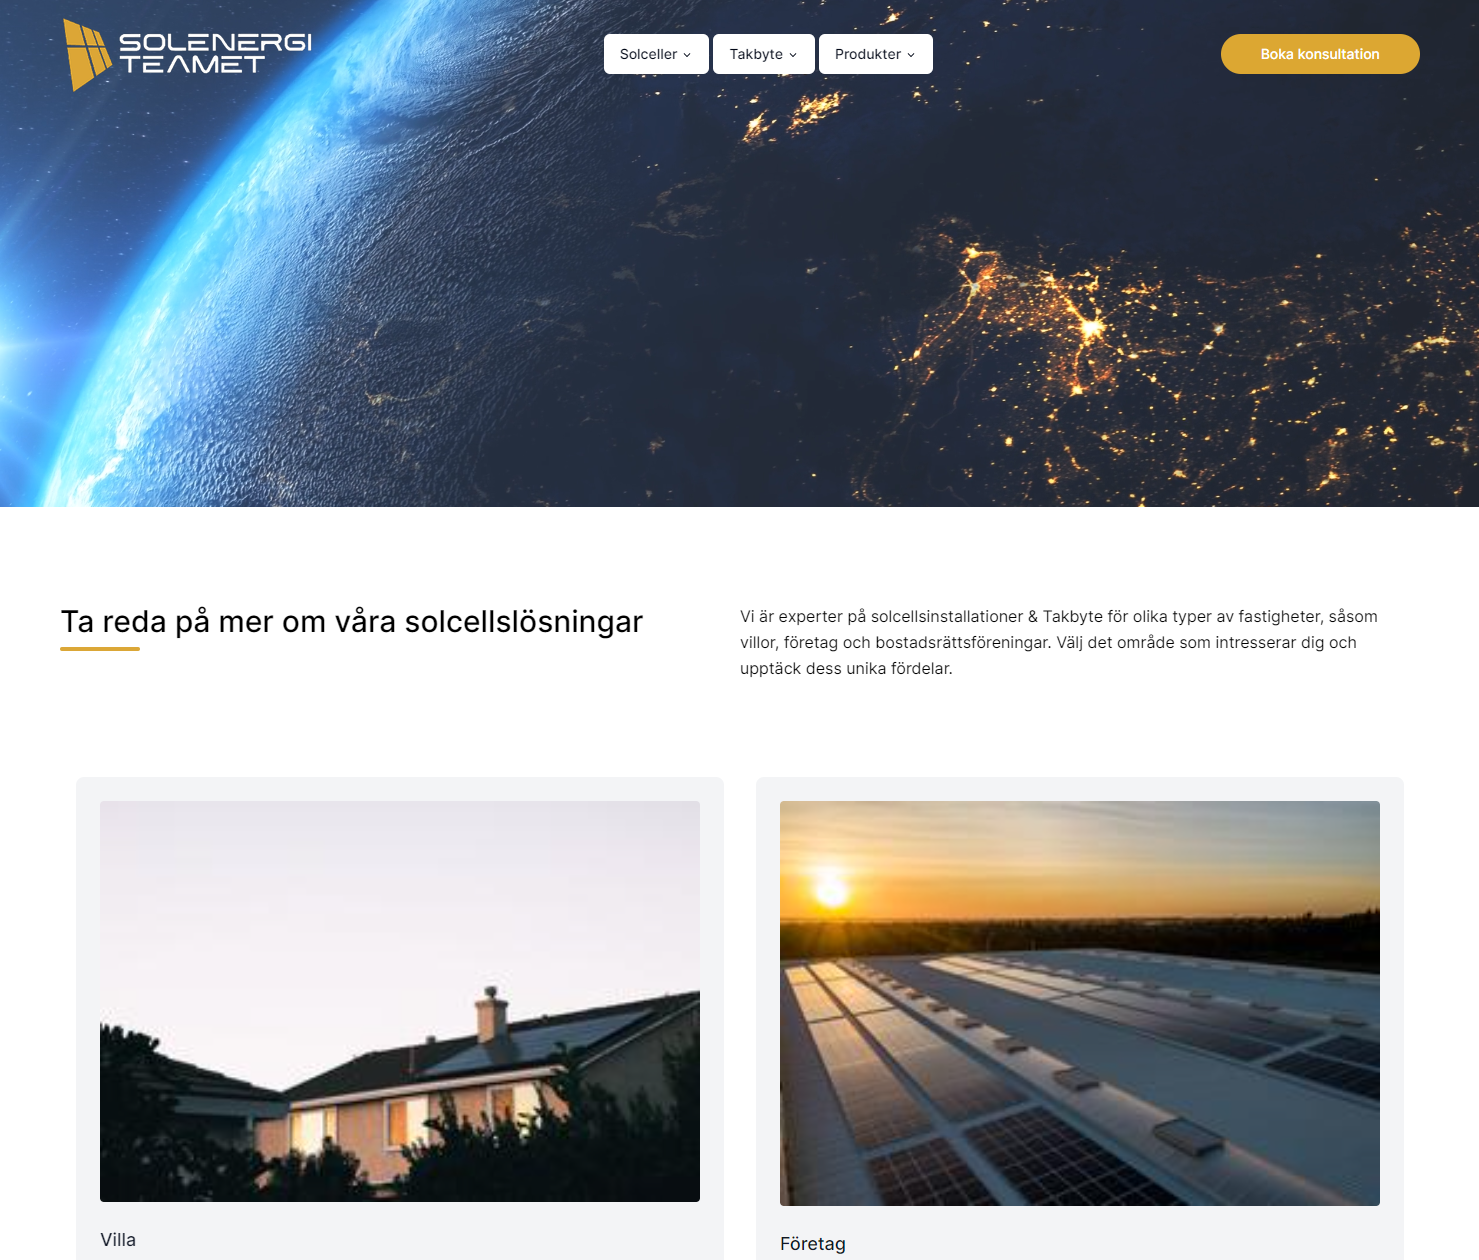 SOLENERGI
TEAMET
Solceller
Takbyte
Produkter
Boka konsultation
Ta reda på mer om våra solcellslösningar
Vi är experter på solcellsinstallationer & Takbyte för olika typer av fastigheter, såsom
villor, företag och bostadsrättsföreningar. Välj det område som intresserar dig och
upptäck dess unika fördelar.
Villa
Företag